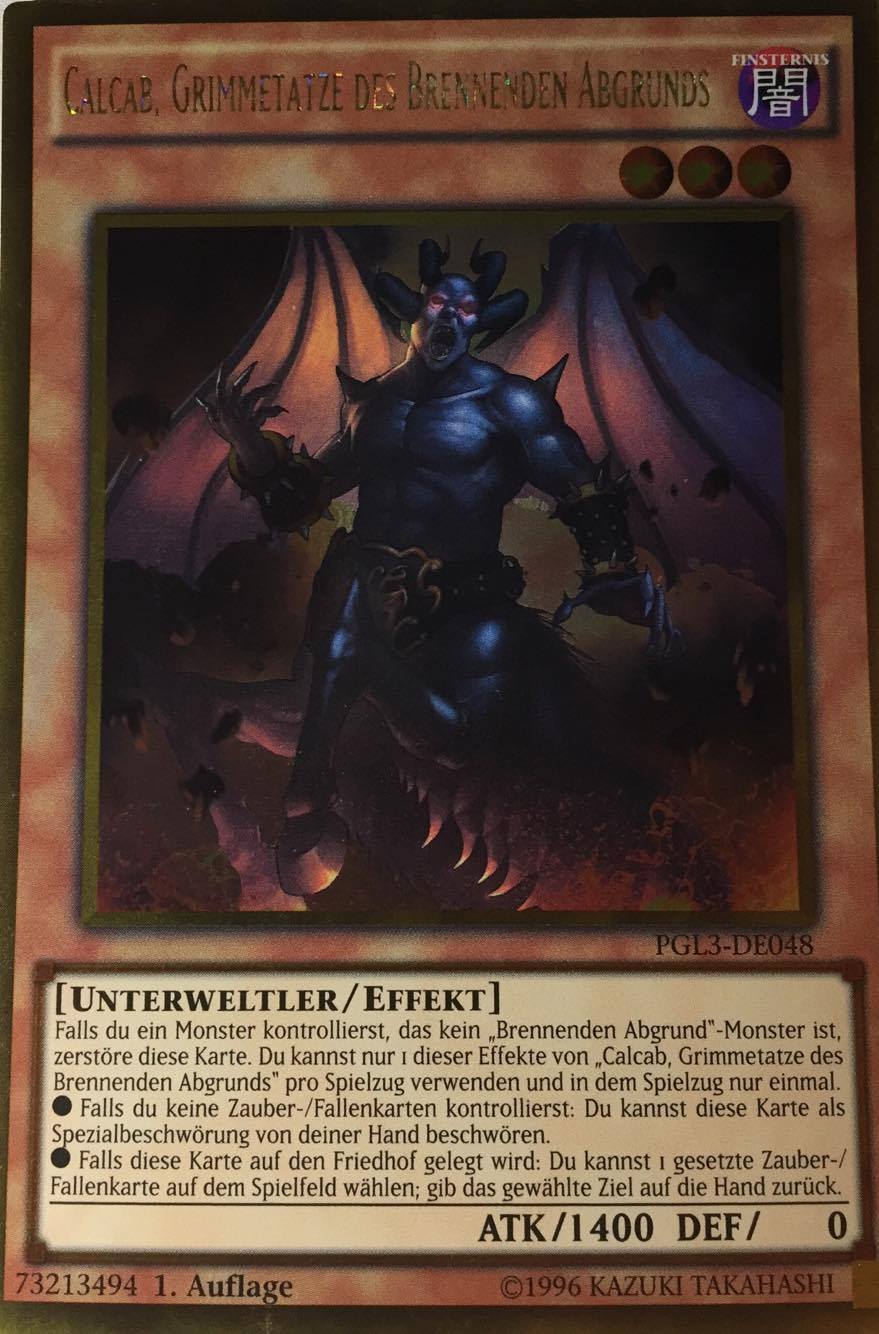 Calcab, Grimmetatze des Brennenden Abgrunds
FINSTERNIS
闇
PGL3-DE048
[Unterweltler/Effekt]
Falls du ein Monster kontrollierst, das kein „Brennenden Abgrund"-Monster ist,
zerstöre diese Karte. Du kannst nur 1 dieser Effekte von „Calcab, Grimmetatze des
Brennenden Abgrunds" pro Spielzug verwenden und in dem Spielzug nur einmal.
● Falls du keine Zauber-/Fallenkarten kontrollierst: Du kannst diese Karte als
Spezialbeschwörung von deiner Hand beschwören.
● Falls diese Karte auf den Friedhof gelegt wird: Du kannst 1 gesetzte Zauber-/
Fallenkarte auf dem Spielfeld wählen; gib das gewählte Ziel auf die Hand zurück.
ATK/1400 DEF/ 0
73213494 1. Auflage ©1996 KAZUKI TAKAHASHI